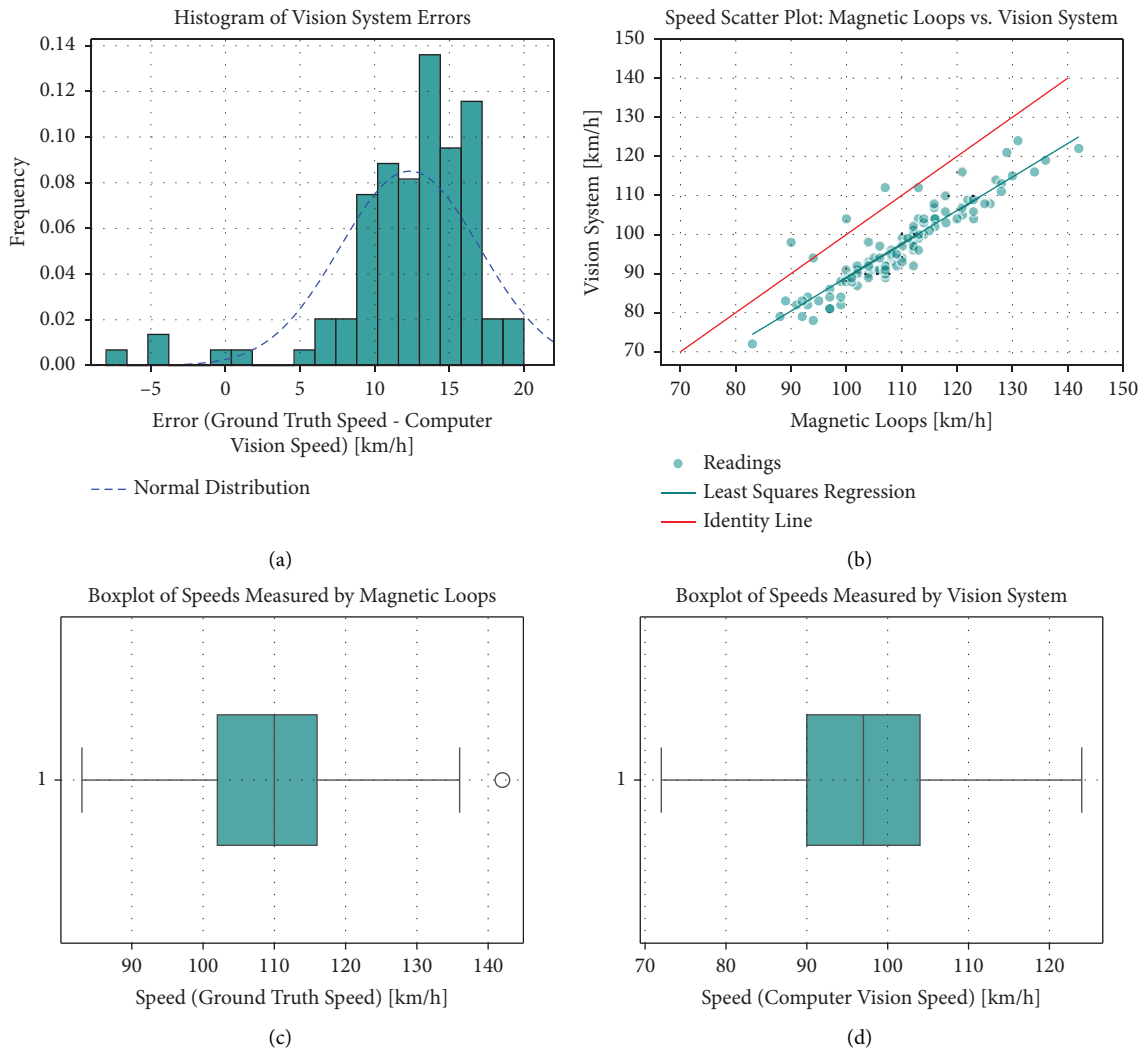 Histogram of Vision System Errors
0.14
0.12
0.10
0.08
0.06
0.04
0.02
0.00
Frequency
−5
0
5
10
15
20
Error (Ground Truth Speed - Computer
Vision Speed) [km/h]
Normal Distribution
(a)
Speed Scatter Plot: Magnetic Loops vs. Vision System
150
140
130
120
110
100
90
80
70
Vision System [km/h]
70
80
90
100
110
120
130
140
150
Magnetic Loops [km/h]
Readings
Least Squares Regression
Identity Line
(b)
Boxplot of Speeds Measured by Magnetic Loops
1
90
100
110
120
130
140
Speed (Ground Truth Speed) [km/h]
(c)
Boxplot of Speeds Measured by Vision System
1
70
80
90
100
110
120
Speed (Computer Vision Speed) [km/h]
(d)